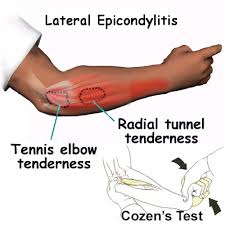 Lateral Epicondylitis
Radial tunnel
tenderness
Tennis elbow
tenderness
Cozen's Test